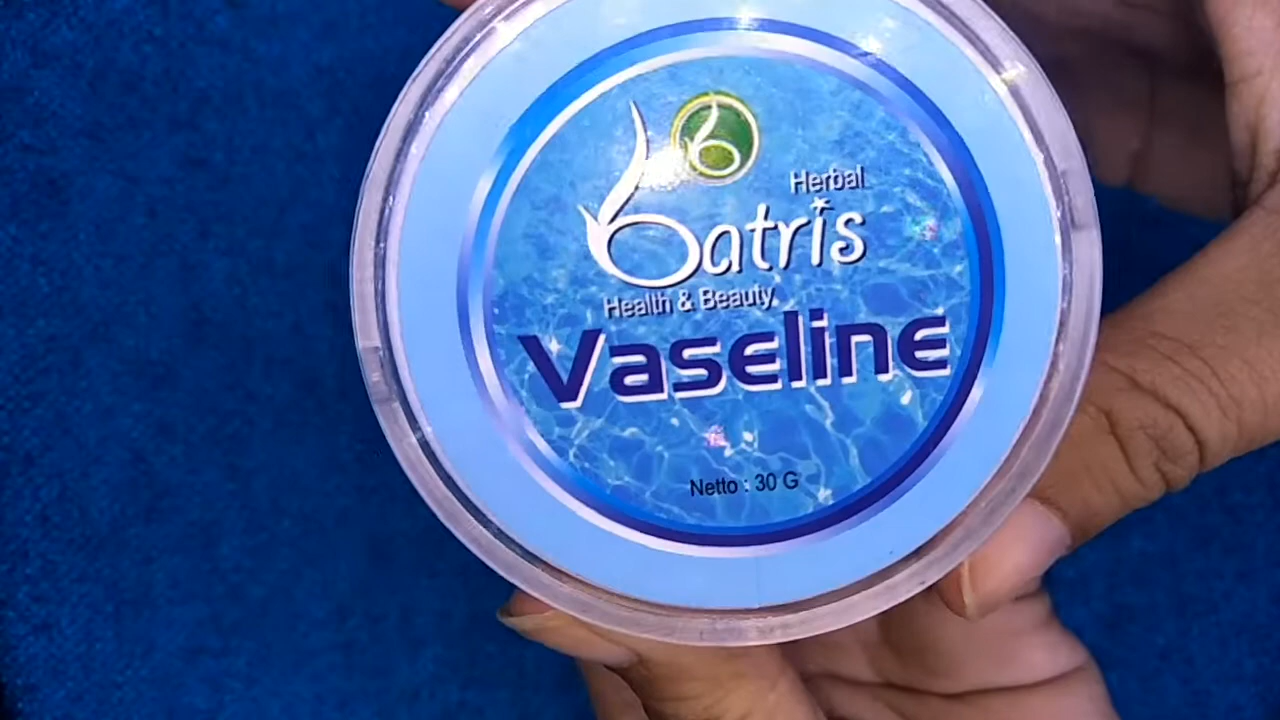 Herbal
batris
Health & Beauty
Vaseline
Netto : 30 G